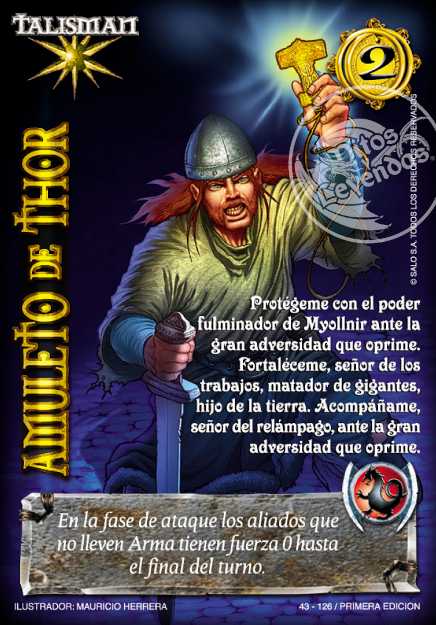 TALISMAN
2
AMULETO DE THOR
Mitos y
Leyendas
© SALO S.A. TODOS LOS DERECHOS RESERVADOS
Protégeme con el poder
fulminador de Myollnir ante la
gran adversidad que oprime.
Fortaléceme, señor de los
trabajos, matador de gigantes,
hijo de la tierra. Acompáñame,
señor del relámpago, ante la gran
adversidad que oprime.
En la fase de ataque los aliados que
no lleven Arma tienen fuerza 0 hasta
el final del turno.
ILUSTRADOR: MAURICIO HERRERA
43 - 126 / PRIMERA EDICION